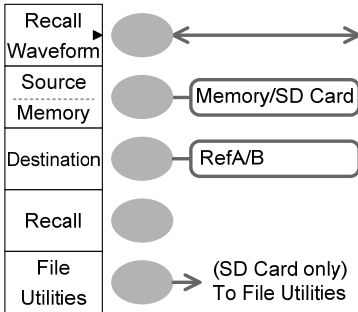 Recall
Waveform
Source
Memory
Memory/SD Card
Destination
RefA/B
Recall
File
Utilities
(SD Card only)
To File Utilities